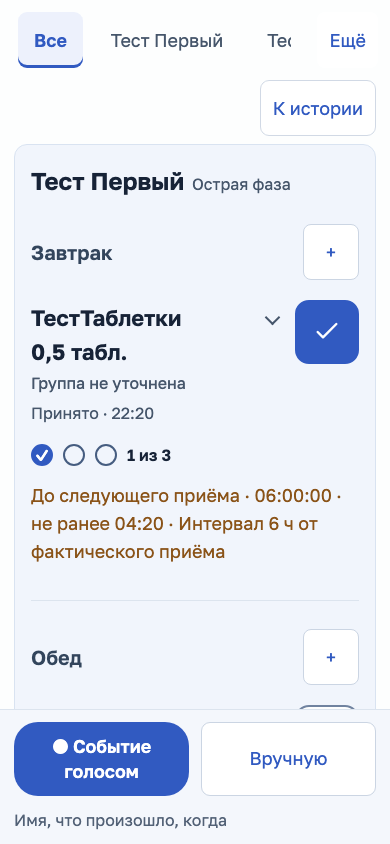 Все Тест Первый Тес Ещё
К истории
Тест Первый Острая фаза
Завтрак +
ТестТаблетки
0,5 табл.
Группа не уточнена
Принято · 22:20
1 из 3
До следующего приёма · 06:00:00 ·
не ранее 04:20 · Интервал 6 ч от
фактического приёма
Обед +
Событие
голосом
Вручную
Имя, что произошло, когда